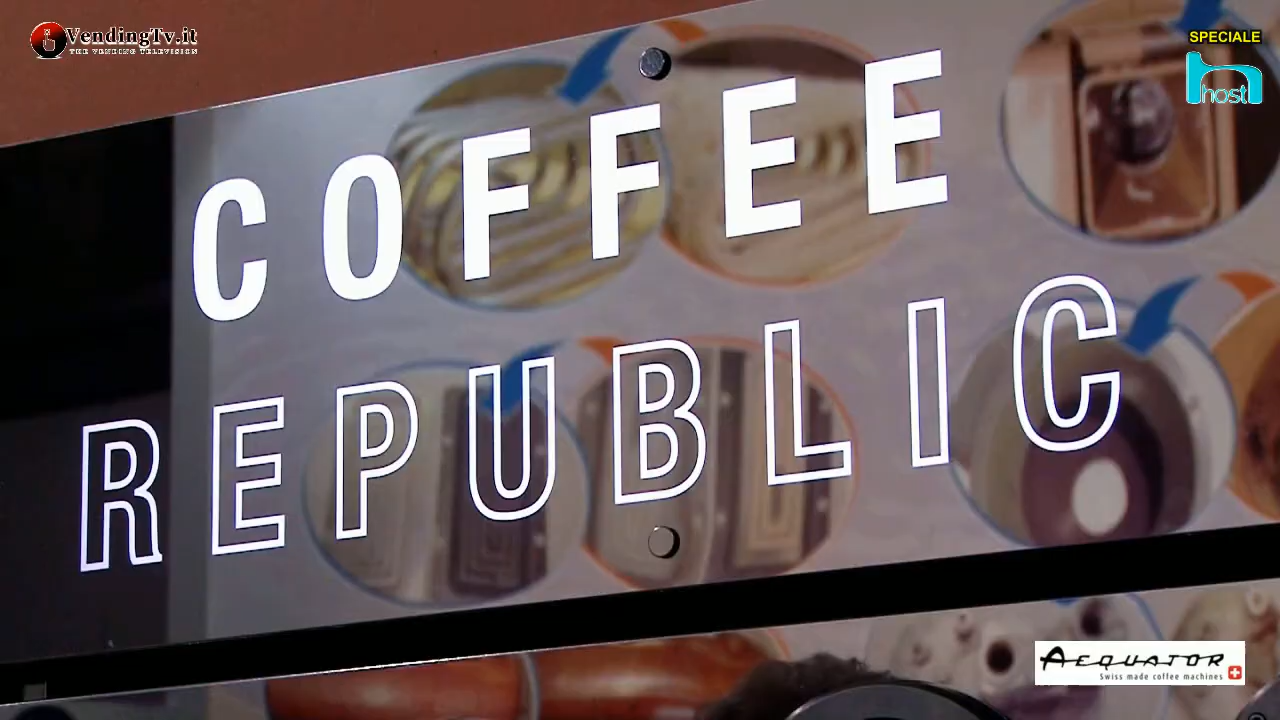 VendingTv.it
THE VENDING TELEVISION
SPECIALE
host
COFFEE
REPUBLIC
AEQUATOR
Swiss made coffee machines